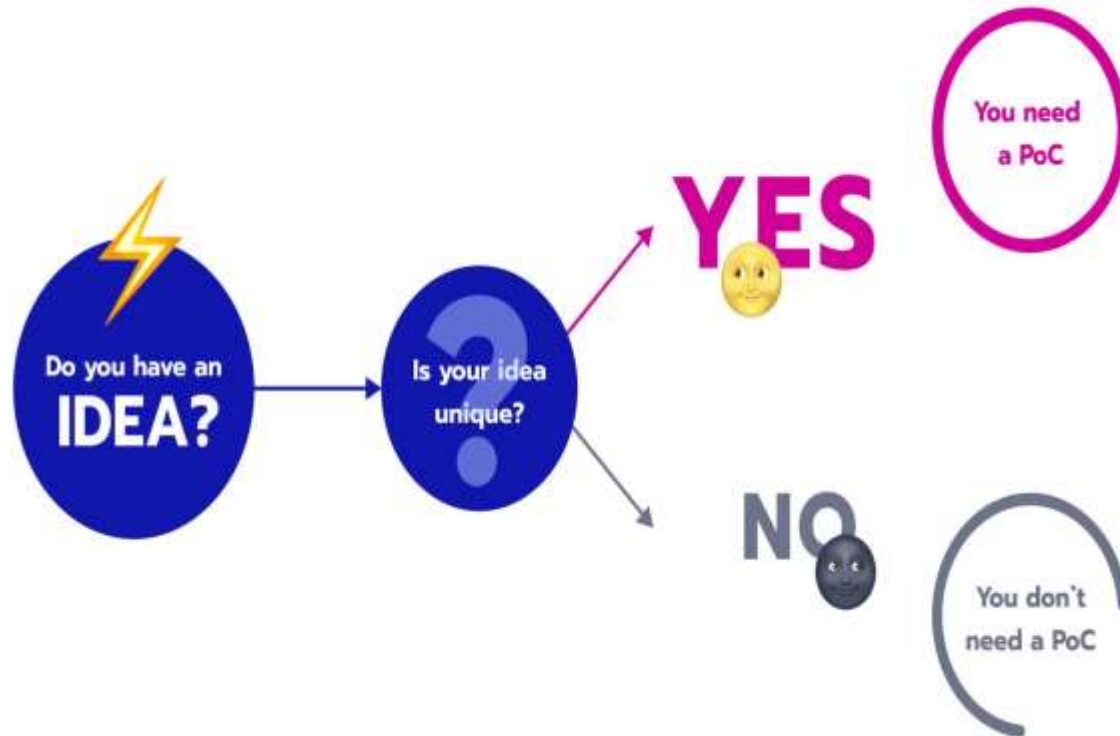 Do you have an
IDEA?
?
Is your idea
unique?
YES
You need
a PoC
NO
You don't
need a PoC